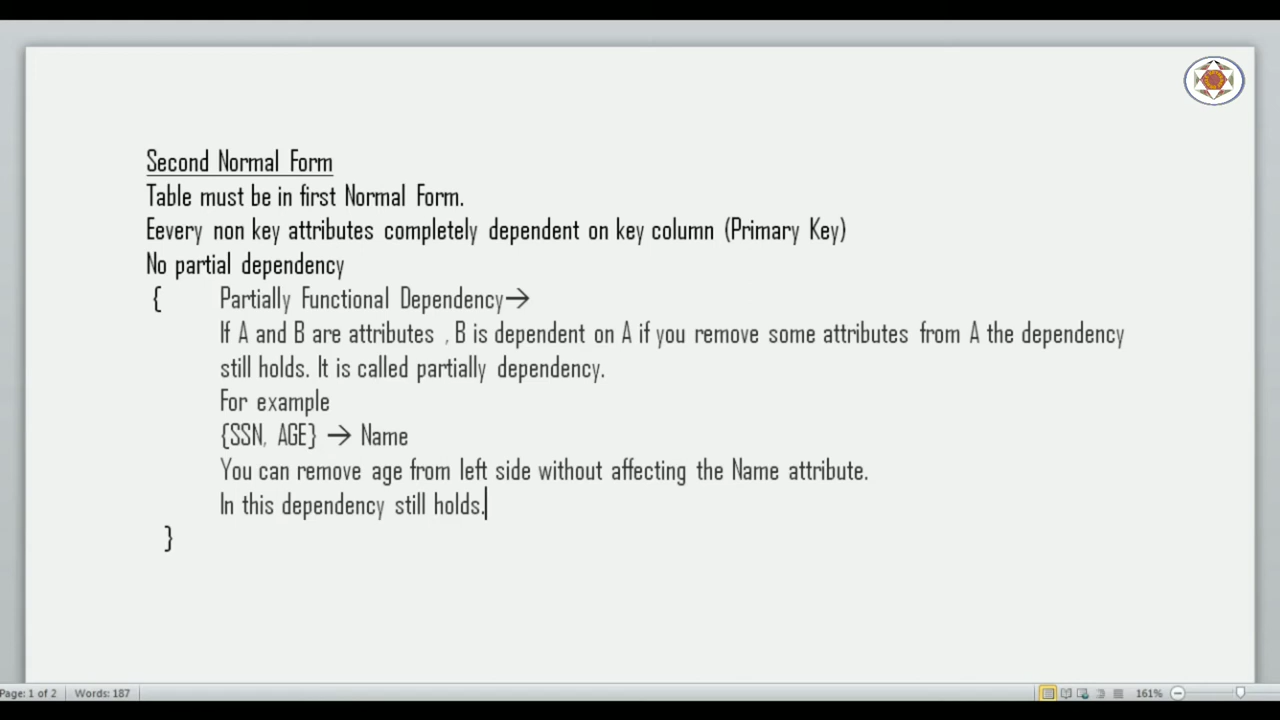 Second Normal Form
Table must be in first Normal Form.
Eevery non key attributes completely dependent on key column (Primary Key)
No partial dependency
{ Partially Functional Dependency→
If A and B are attributes , B is dependent on A if you remove some attributes from A the dependency
still holds. It is called partially dependency.
For example
{SSN, AGE} → Name
You can remove age from left side without affecting the Name attribute.
In this dependency still holds.
}
Page: 1 of 2 Words: 187 161%